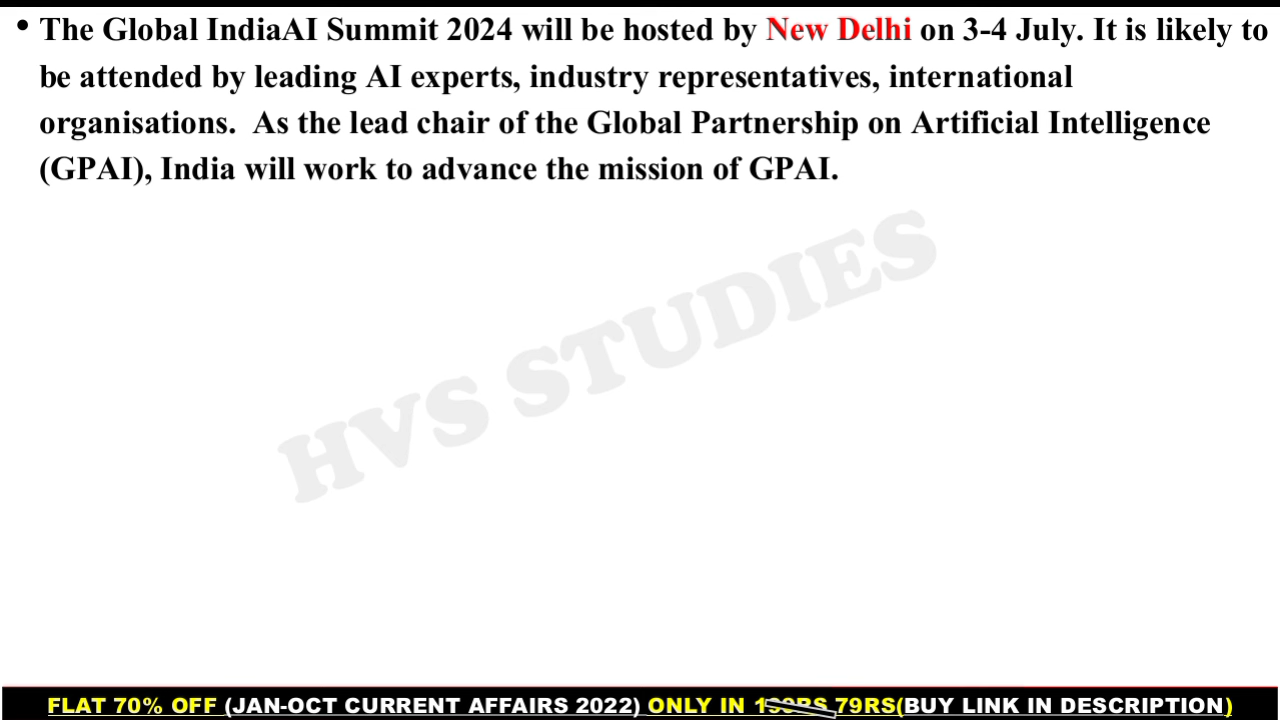 • The Global IndiaAI Summit 2024 will be hosted by New Delhi on 3-4 July. It is likely to
be attended by leading AI experts, industry representatives, international
organisations.  As the lead chair of the Global Partnership on Artificial Intelligence
(GPAI), India will work to advance the mission of GPAI.
HVS STUDIES
FLAT 70% OFF (JAN-OCT CURRENT AFFAIRS 2022) ONLY IN 79RS(BUY LINK IN DESCRIPTION)